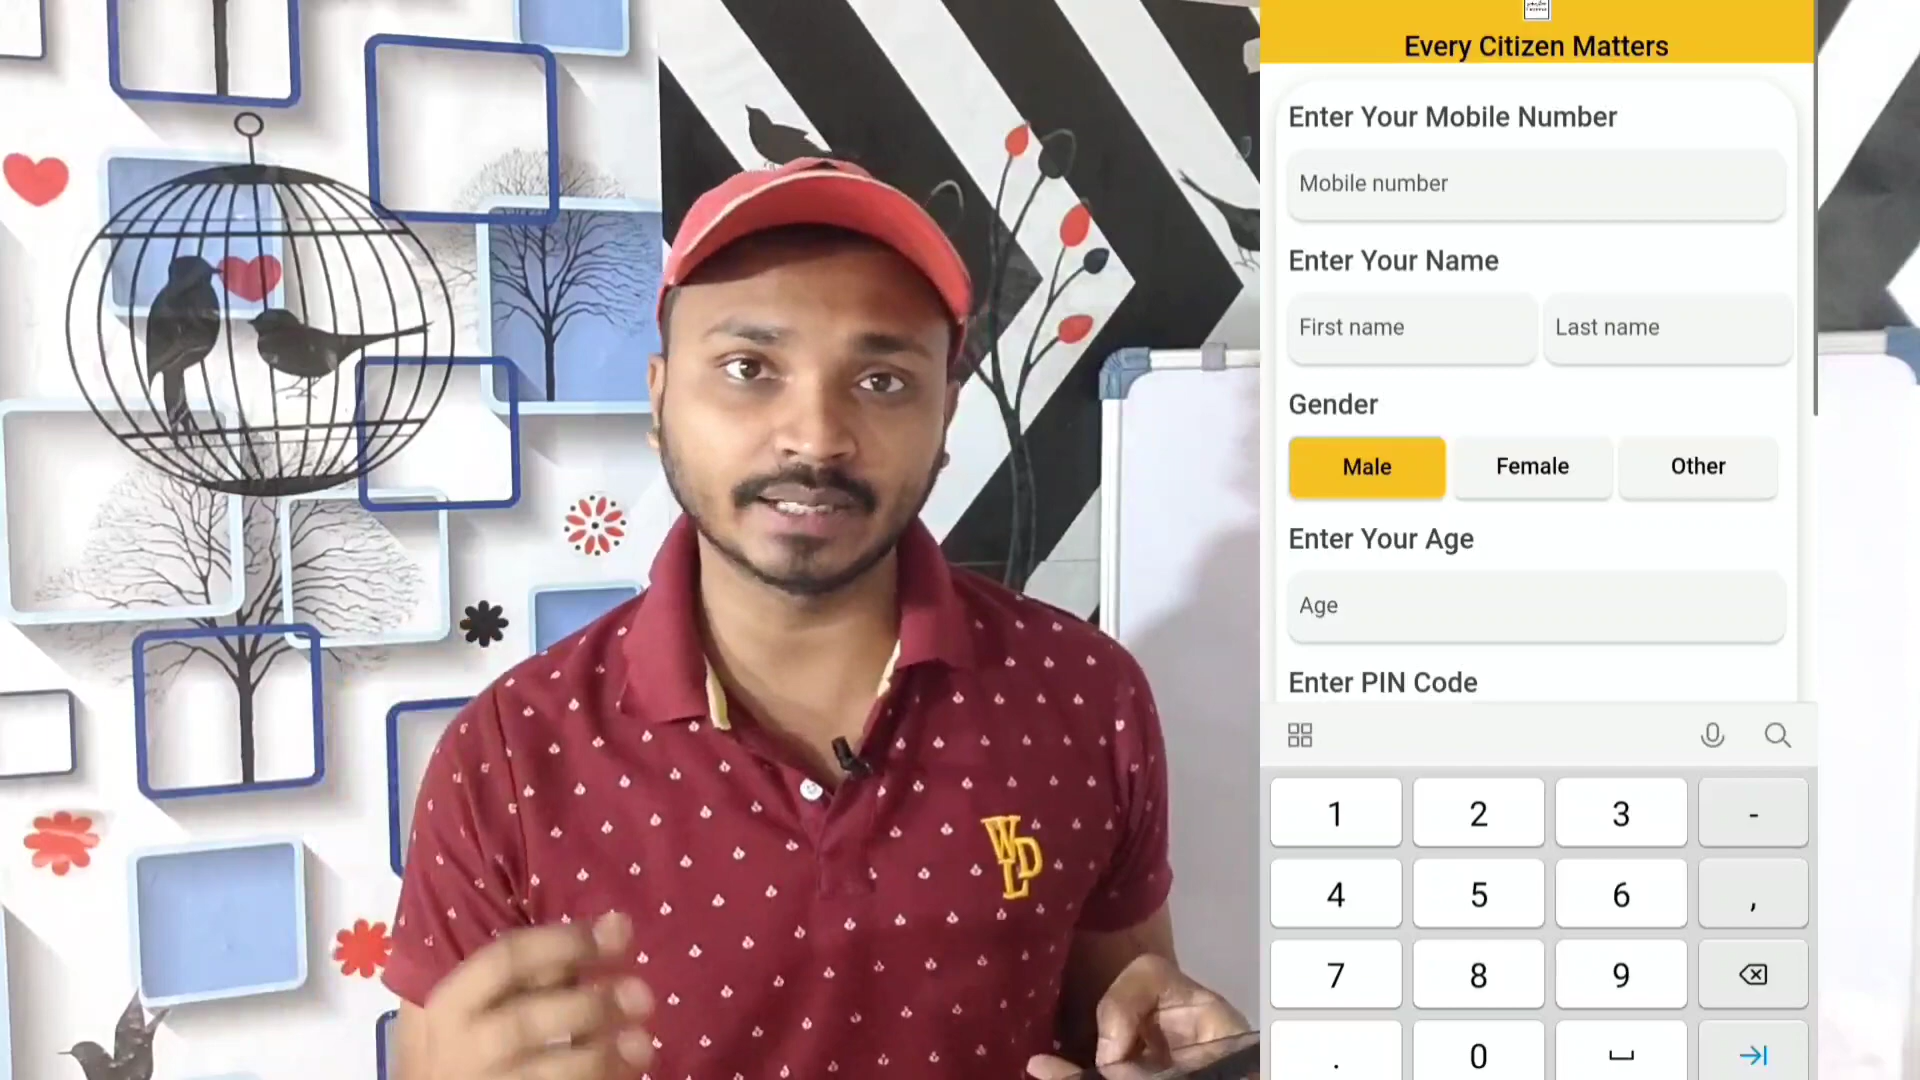 Every Citizen Matters
Enter Your Mobile Number
Mobile number
Enter Your Name
First name Last name
Gender
Male Female Other
Enter Your Age
Age
Enter PIN Code
1 2 3 -
4 5 6 ,
7 8 9
. 0
WLD